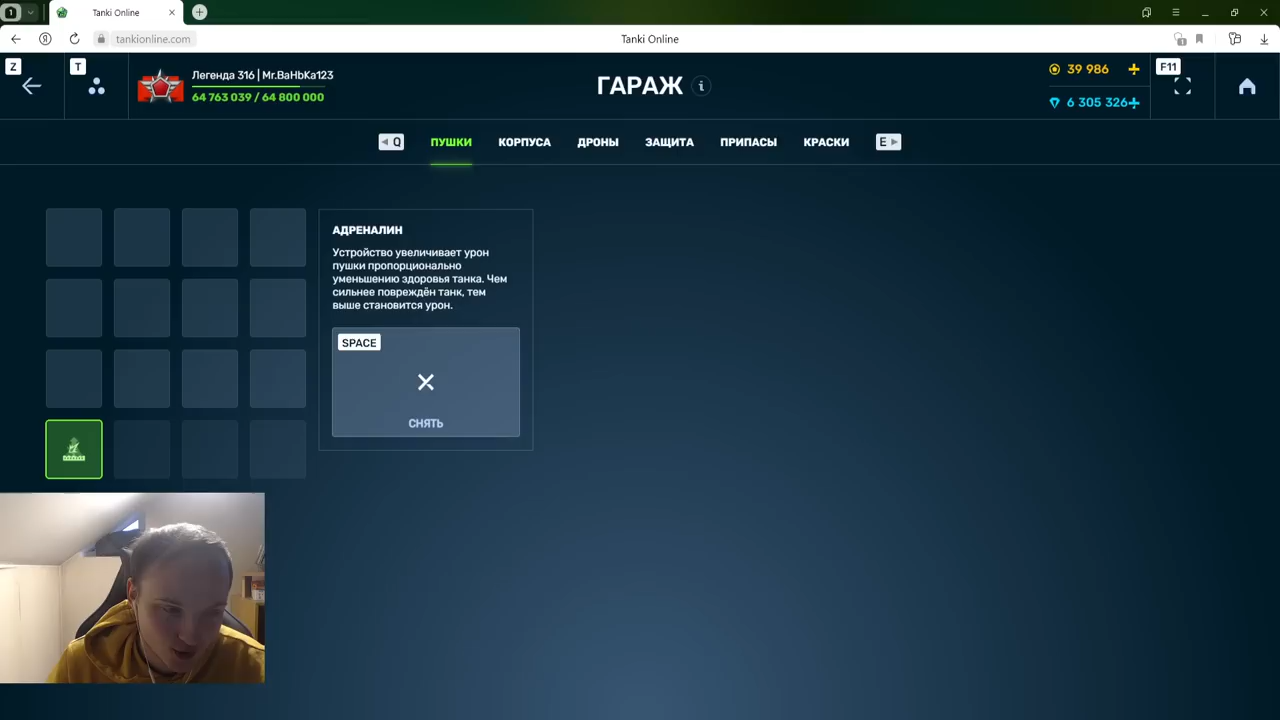 1
Tanki Online
tankionline.com
Tanki Online
Z
T
Легенда 316 | Mr.BaHbKa123
64 763 039 / 64 800 000
ГАРАЖ
39 986
6 305 326
F11
Q
ПУШКИ
КОРПУСА
ДРОНЫ
ЗАЩИТА
ПРИПАСЫ
КРАСКИ
E
АДРЕНАЛИН
Устройство увеличивает урон
пушки пропорционально
уменьшению здоровья танка. Чем
сильнее повреждён танк, тем
выше становится урон.
SPACE
СНЯТЬ